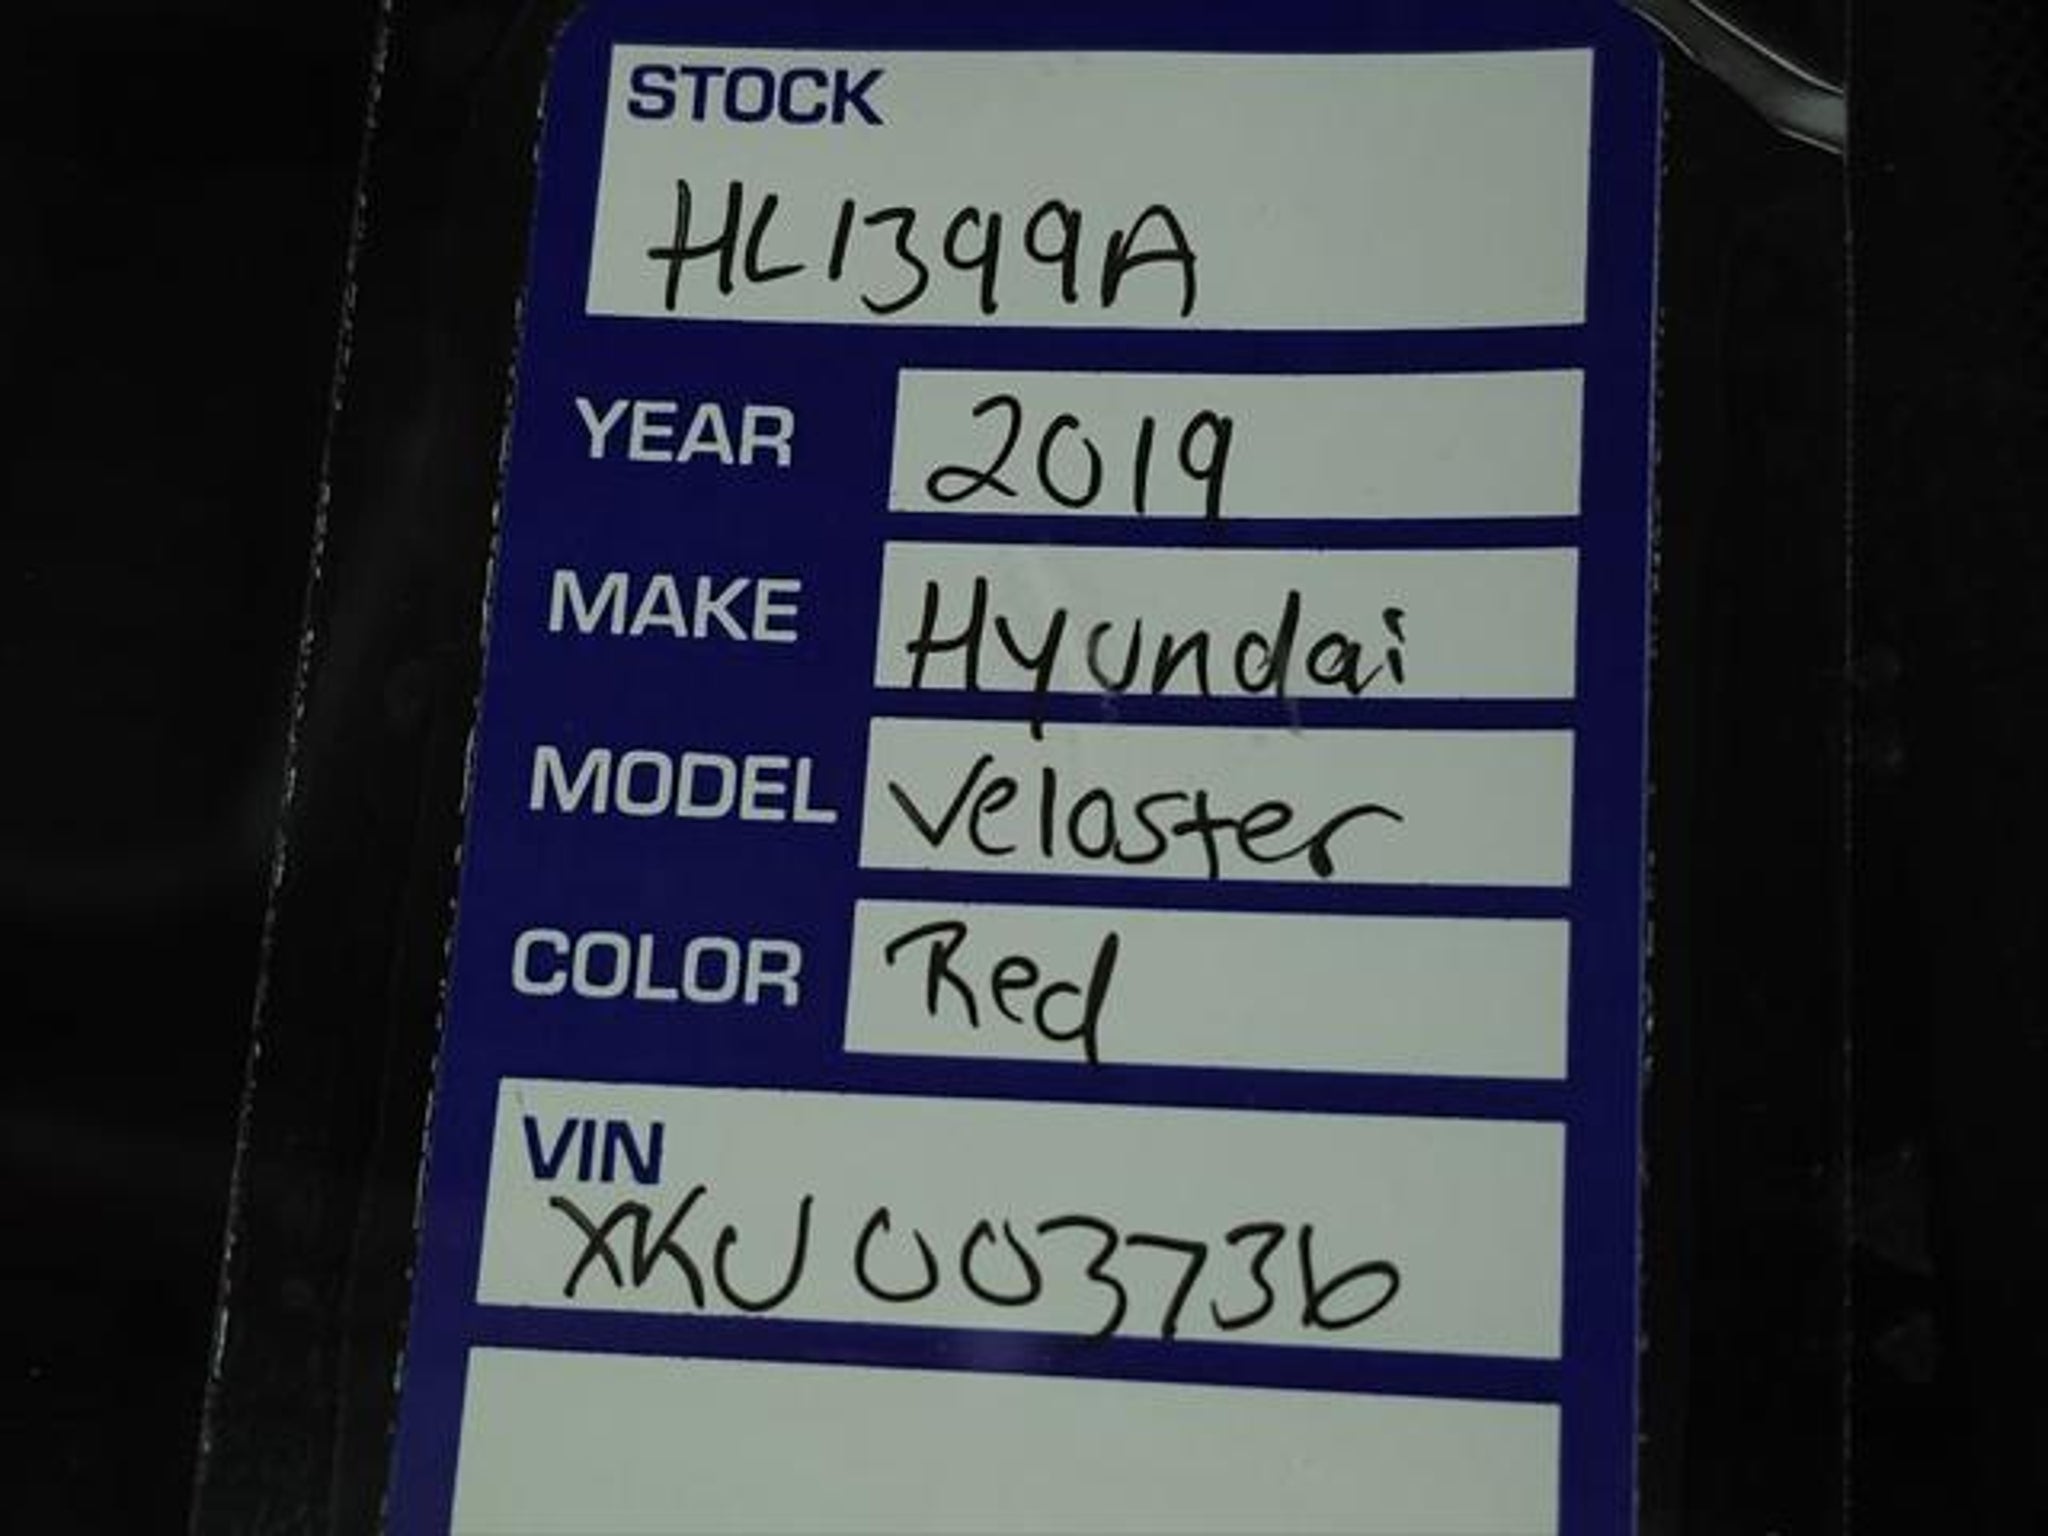 STOCK
HL1399A
YEAR 2019
MAKE Hyundai
MODEL Veloster
COLOR Red
VIN
XKU003736